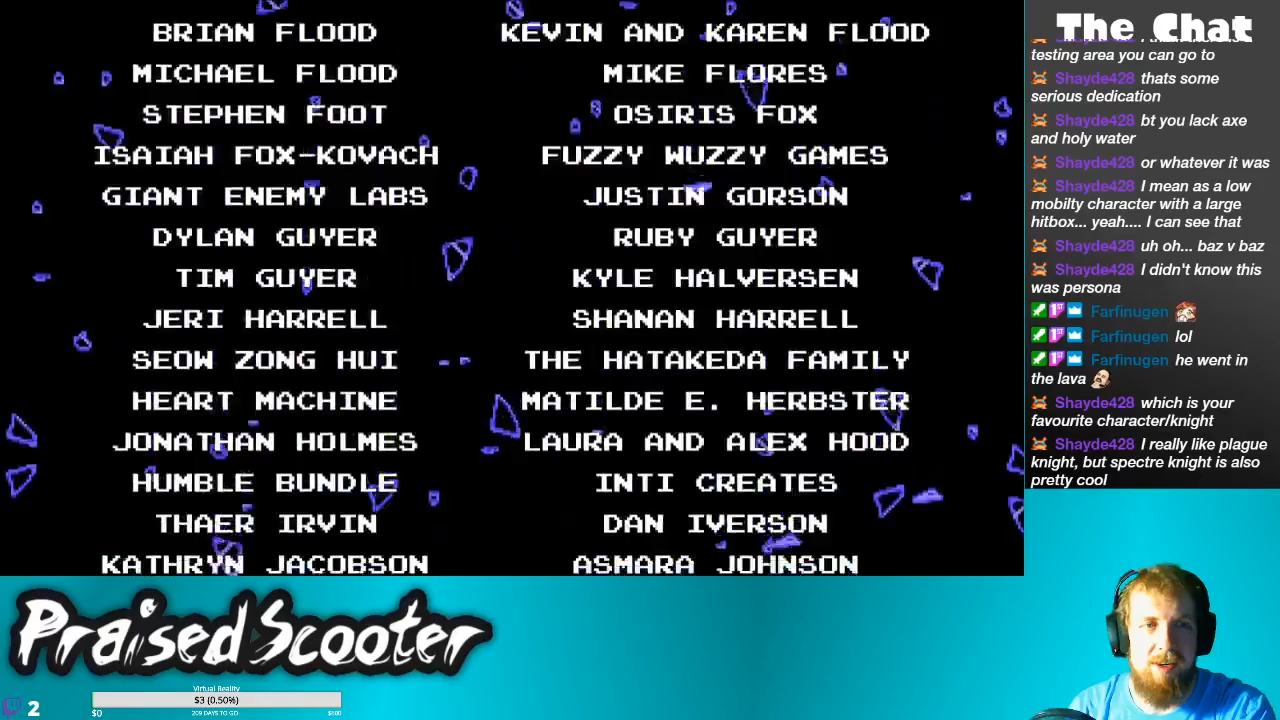 BRIAN FLOOD
KEVIN AND KAREN FLOOD
MICHAEL FLOOD
MIKE FLORES
STEPHEN FOOT
OSIRIS FOX
ISAIAH FOX-KOVACH
FUZZY WUZZY GAMES
GIANT ENEMY LABS
JUSTIN GORSON
DYLAN GUYER
RUBY GUYER
TIM GUYER
KYLE HALVERSEN
JERI HARRELL
SHANAN HARRELL
SEOW ZONG HUI
THE HATAKEDA FAMILY
HEART MACHINE
MATILDE E. HERBSTER
JONATHAN HOLMES
LAURA AND ALEX HOOD
HUMBLE BUNDLE
INTI CREATES
THAER IRVIN
DAN IVERSON
KATHRYN JACOBSON
ASMARA JOHNSON
The Chat
testing area you can go to
Shayde428 thats some
serious dedication
Shayde428 bt you lack axe
and holy water
Shayde428 or whatever it was
Shayde428 I mean as a low
mobilty character with a large
hitbox... yeah.... I can see that
Shayde428 uh oh... baz v baz
Shayde428 I didn't know this
was persona
Farfinugen
Farfinugen lol
Farfinugen he went in
the lava
Shayde428 which is your
favourite character/knight
Shayde428 I really like plague
knight, but spectre knight is also
pretty cool
Praised Scooter
2
Virtual Reality
$3 (0.50%)
$0
209 DAYS TO GO